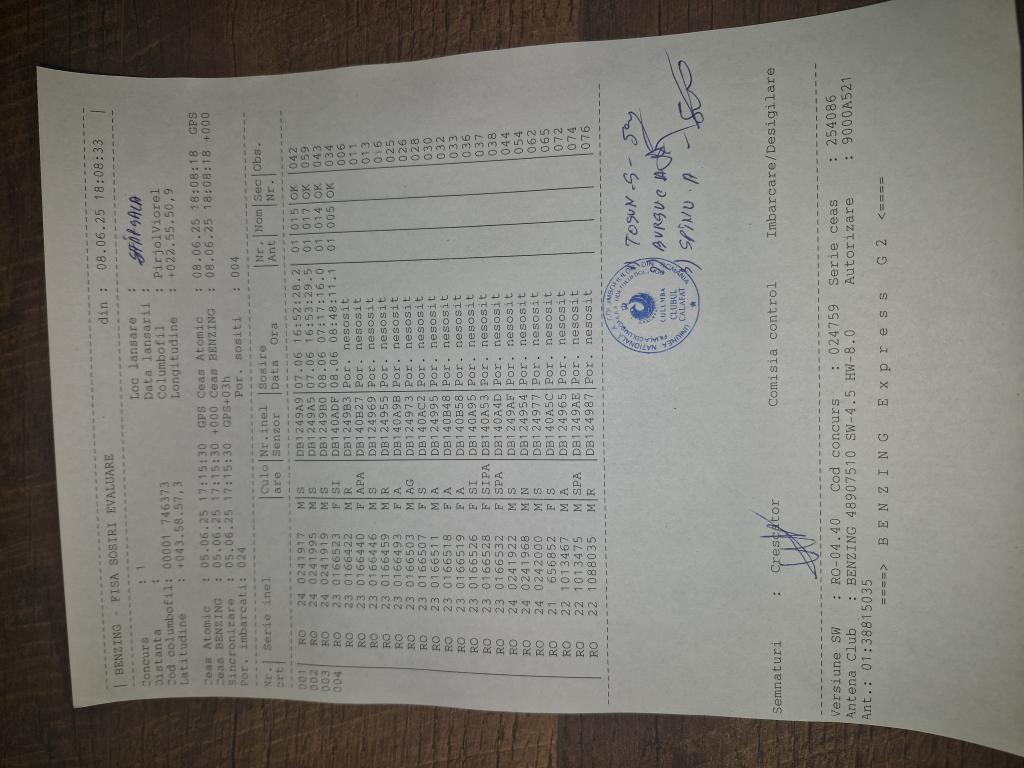 BENZING - FISA SOSIRI EVALUARE din : 08.06.25 18:08:33
Concurs : 1 Loc lansare :
Distanta : Data lansarii :
Cod columbofil: 00001 746373 Columbofil : PirjolViorel
Latitudine : +043.58.57,3 Longitudine : +022.55.50,9
Ceas Atomic : 05.06.25 17:15:30 GPS Ceas Atomic : 08.06.25 18:08:18 GPS
Ceas BENZING : 05.06.25 17:15:30 +000 Ceas BENZING : 08.06.25 18:08:18 +000
Sincronizare : 05.06.25 17:15:30 GPS+03h
Por. imbarcati: 024 Por. sositi : 004
Nr. Serie inel Culo Nr.inel Sosire Nr. Nom Sec Obs.
crt are Senzor Data Ora Ant Nr.
001 RO 24 0241917 M S DB1249A9 07.06 16:52:28.2 01 015 OK 042
002 RO 24 0241995 M S DB1249A5 07.06 16:53:29.5 01 017 OK 059
003 RO 24 0241919 M S DB1249B0 08.06 07:17:16.0 01 014 OK 043
004 RO 23 0166523 F SI DB140ADF 08.06 08:48:11.1 01 005 OK 034
RO 23 0166422 M R DB1249B3 Por. nesosit 006
RO 23 0166440 F APA DB140B27 Por. nesosit 011
RO 23 0166446 M S DB124969 Por. nesosit 013
RO 23 0166459 M R DB124955 Por. nesosit 016
RO 23 0166493 F A DB140A9B Por. nesosit 025
RO 23 0166503 M AG DB124973 Por. nesosit 026
RO 23 0166507 F S DB140AC2 Por. nesosit 028
RO 23 0166511 M A DB124995 Por. nesosit 030
RO 23 0166518 F A DB140B48 Por. nesosit 032
RO 23 0166519 F A DB140B58 Por. nesosit 033
RO 23 0166526 F SI DB140A95 Por. nesosit 036
RO 23 0166528 F SIPA DB140A53 Por. nesosit 037
RO 23 0166532 F SPA DB140A4D Por. nesosit 038
RO 24 0241922 M S DB1249AF Por. nesosit 044
RO 24 0241968 M N DB124954 Por. nesosit 054
RO 24 0242000 M S DB124977 Por. nesosit 062
RO 21 656852 F S DB140A5C Por. nesosit 065
RO 22 1013467 M A DB12496B Por. nesosit 072
RO 22 1013475 M SPA DB1249AE Por. nesosit 074
RO 22 1088035 M R DB124987 Por. nesosit 076
TOSUN S -
SPINU A
COLUMBA
CLUBUL
CALAFAT
Semnaturi : Crescator Comisia control Imbarcare/Desigilare
Versiune SW : RO-04.40 Cod concurs : 024759 Serie ceas : 254086
Antena Club : BENZING 48907510 SW-4.5 HW-8.0 Autorizare : 9000A521
Ant.: 01:38815035
====> B E N Z I N G E x p r e s s G 2 <====